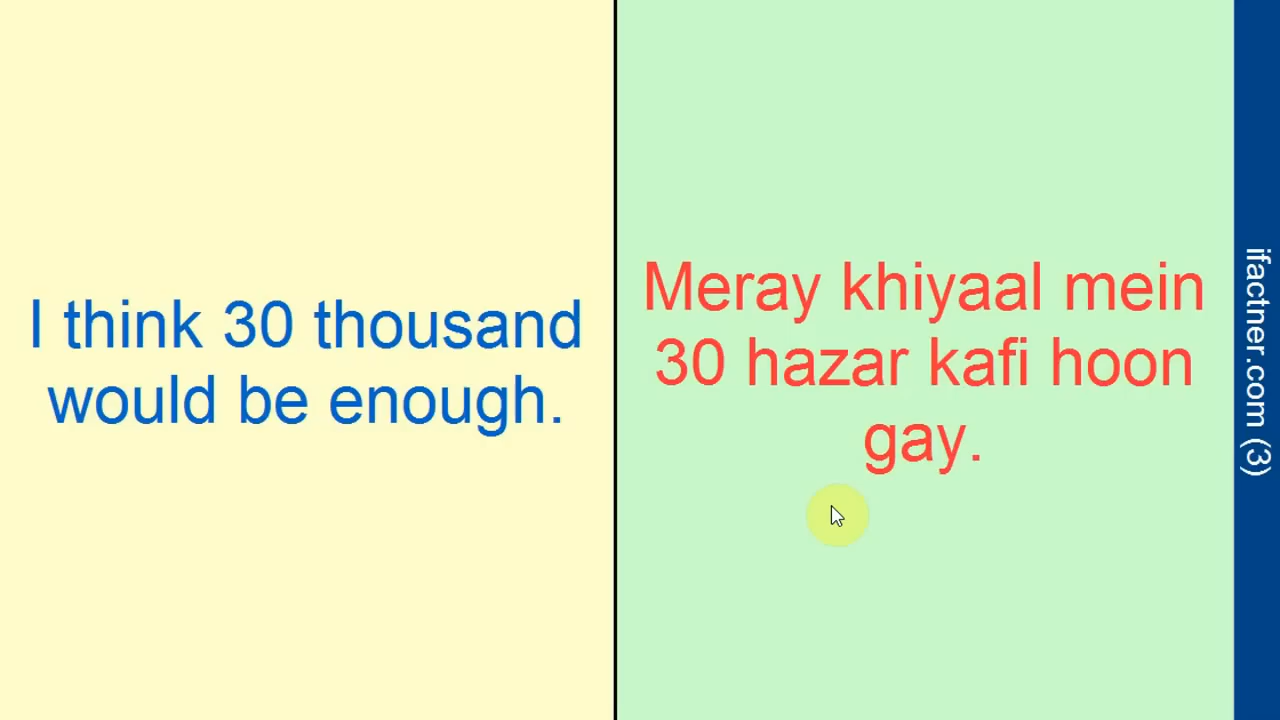 I think 30 thousand
would be enough.
Meray khiyaal mein
30 hazar kafi hoon
gay.
ifactner.com (3)